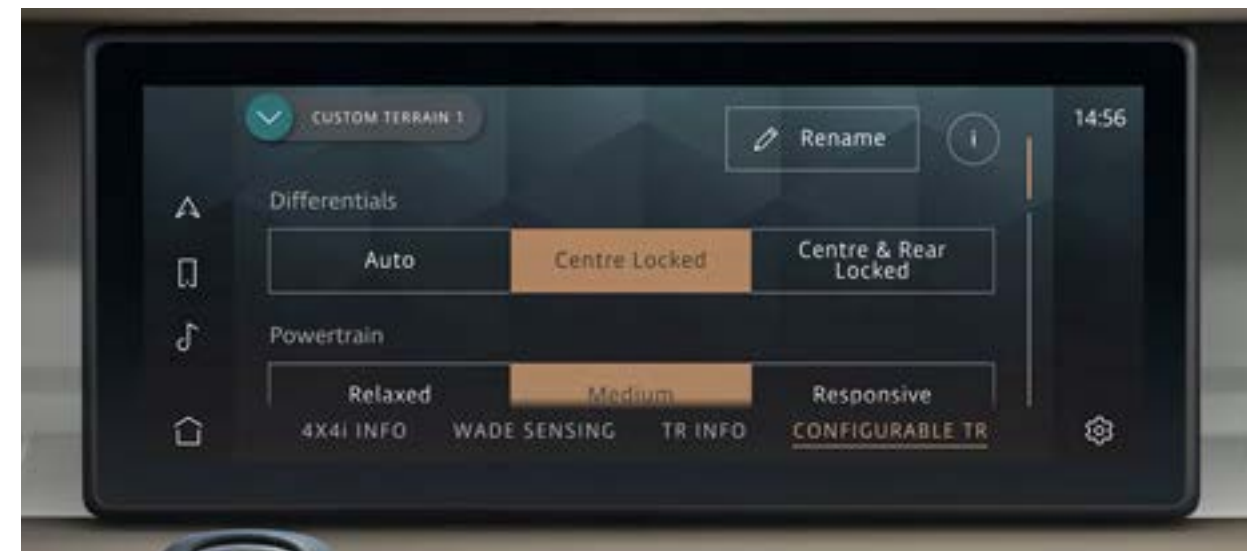 CUSTOM TERRAIN 1
Rename
i
14:56
Differentials
Auto
Centre Locked
Centre & Rear
Locked
Powertrain
Relaxed
Medium
Responsive
4X4i INFO
WADE SENSING
TR INFO
CONFIGURABLE TR